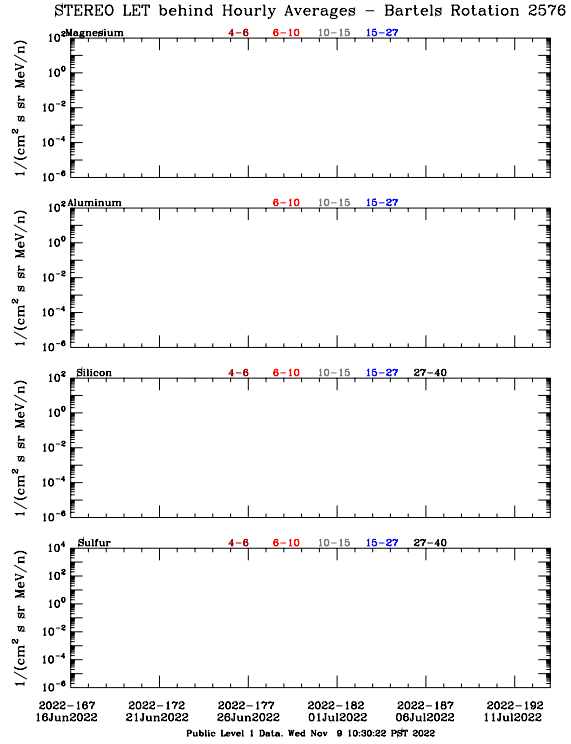 STEREO LET behind Hourly Averages - Bartels Rotation 2576
Magnesium 4-6 6-10 10-15 15-27
10^2
10^0
10^-2
10^-4
10^-6
1/(cm^2 s sr MeV/n)
Aluminum 6-10 10-15 15-27
10^2
10^0
10^-2
10^-4
10^-6
1/(cm^2 s sr MeV/n)
Silicon 4-6 6-10 10-15 15-27 27-40
10^2
10^0
10^-2
10^-4
10^-6
1/(cm^2 s sr MeV/n)
Sulfur 4-6 6-10 10-15 15-27 27-40
10^4
10^2
10^0
10^-2
10^-4
10^-6
1/(cm^2 s sr MeV/n)
2022-167 2022-172 2022-177 2022-182 2022-187 2022-192
16Jun2022 21Jun2022 26Jun2022 01Jul2022 06Jul2022 11Jul2022
Public Level 1 Data. Wed Nov 9 10:30:22 PST 2022